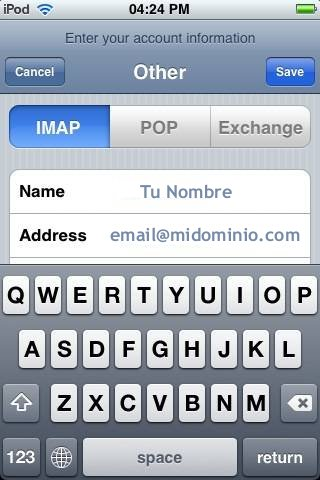 iPod 04:24 PM
Enter your account information
Cancel Other Save
IMAP POP Exchange
Name Tu Nombre
Address email@midominio.com
Q W E R T Y U I O P
A S D F G H J K L
Z X C V B N M
123 space return